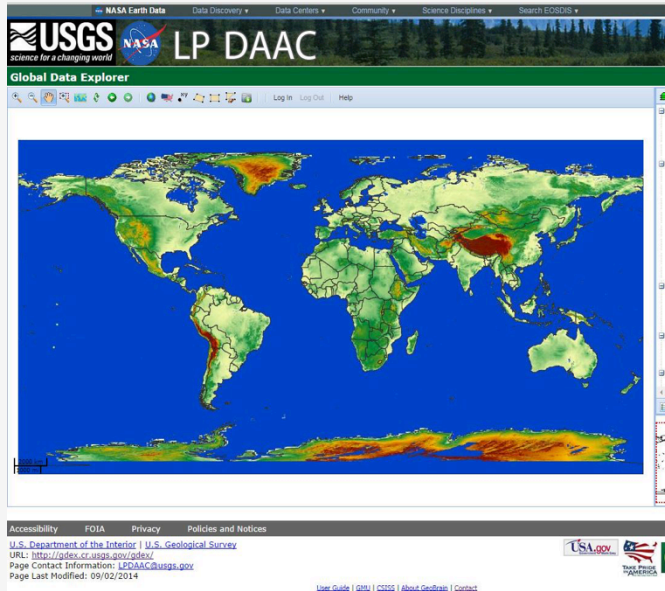 NASA Earth Data Data Discovery ▾ Data Centers ▾ Community ▾ Science Disciplines ▾ Search EOSDIS ▾
USGS
science for a changing world
NASA
LP DAAC
Global Data Explorer
Log In Log Out Help
Accessibility FOIA Privacy Policies and Notices
U.S. Department of the Interior | U.S. Geological Survey
URL: http://gdex.cr.usgs.gov/gdex/
Page Contact Information: LPDAAC@usgs.gov
Page Last Modified: 09/02/2014
USA.gov
TAKE PRIDE
IN AMERICA
User Guide | GMU | CSISS | About GeoBrain | Contact